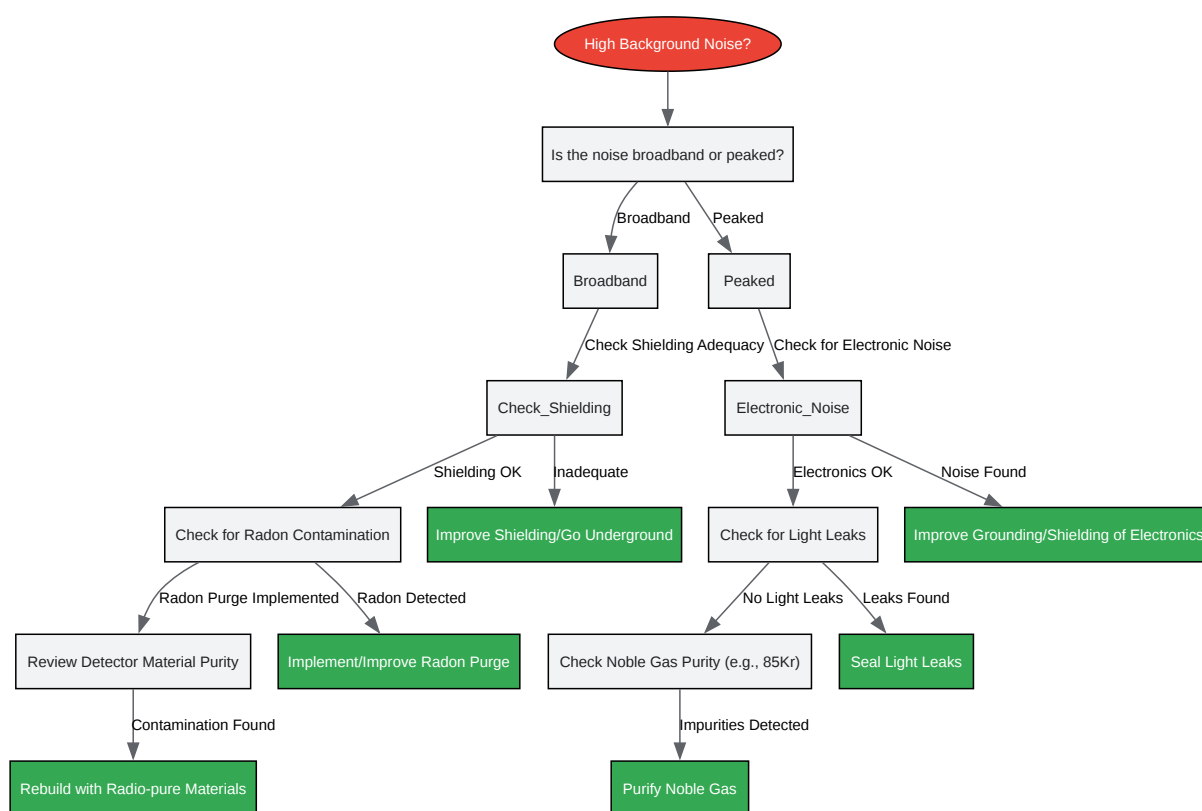 High Background Noise?
Is the noise broadband or peaked?
Broadband
Peaked
Broadband
Peaked
Check Shielding Adequacy
Check for Electronic Noise
Check_Shielding
Electronic_Noise
Shielding OK
Inadequate
Electronics OK
Noise Found
Check for Radon Contamination
Improve Shielding/Go Underground
Check for Light Leaks
Improve Grounding/Shielding of Electronics
Radon Purge Implemented
Radon Detected
No Light Leaks
Leaks Found
Review Detector Material Purity
Implement/Improve Radon Purge
Check Noble Gas Purity (e.g., 85Kr)
Seal Light Leaks
Contamination Found
Impurities Detected
Rebuild with Radio-pure Materials
Purify Noble Gas